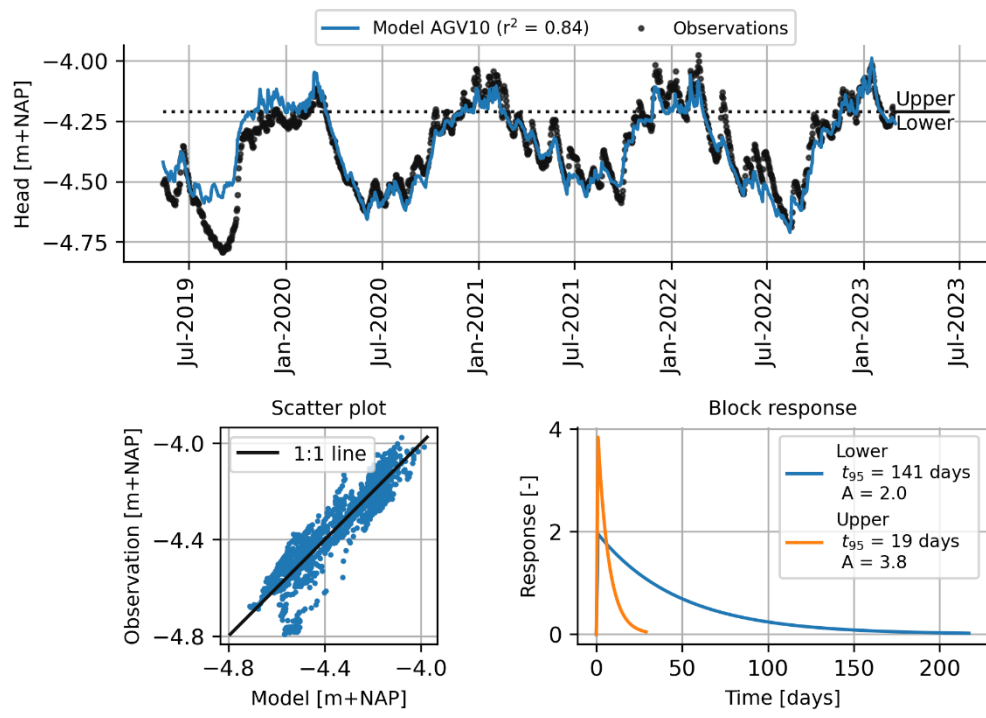 Model AGV10 (r² = 0.84)
Observations
Head [m+NAP]
−4.00
−4.25
−4.50
−4.75
Upper
Lower
Jul-2019
Jan-2020
Jul-2020
Jan-2021
Jul-2021
Jan-2022
Jul-2022
Jan-2023
Jul-2023
Scatter plot
1:1 line
Observation [m+NAP]
−4.0
−4.4
−4.8
−4.8
−4.4
−4.0
Model [m+NAP]
Block response
Response [-]
4
2
0
Lower
t₉₅ = 141 days
A = 2.0
Upper
t₉₅ = 19 days
A = 3.8
0
50
100
150
200
Time [days]